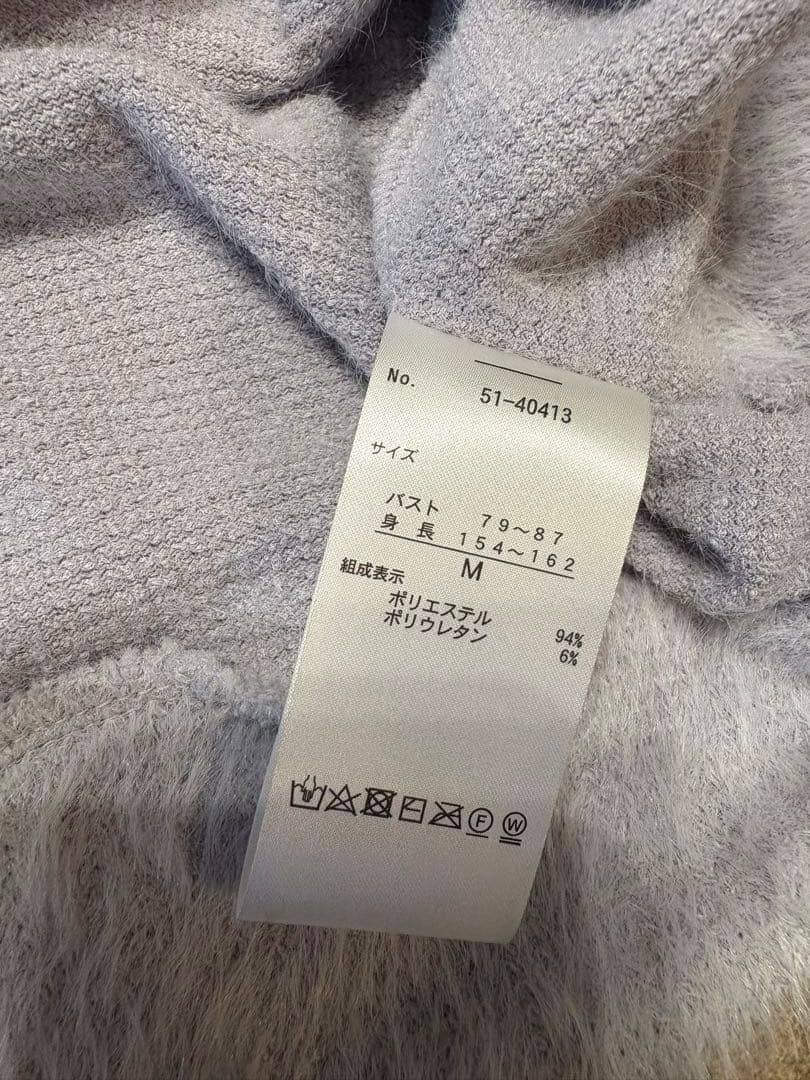 No. 51-40413
サイズ
バスト 79～87
身 長 154～162
M
組成表示
ポリエステル 94%
ポリウレタン 6%
F W